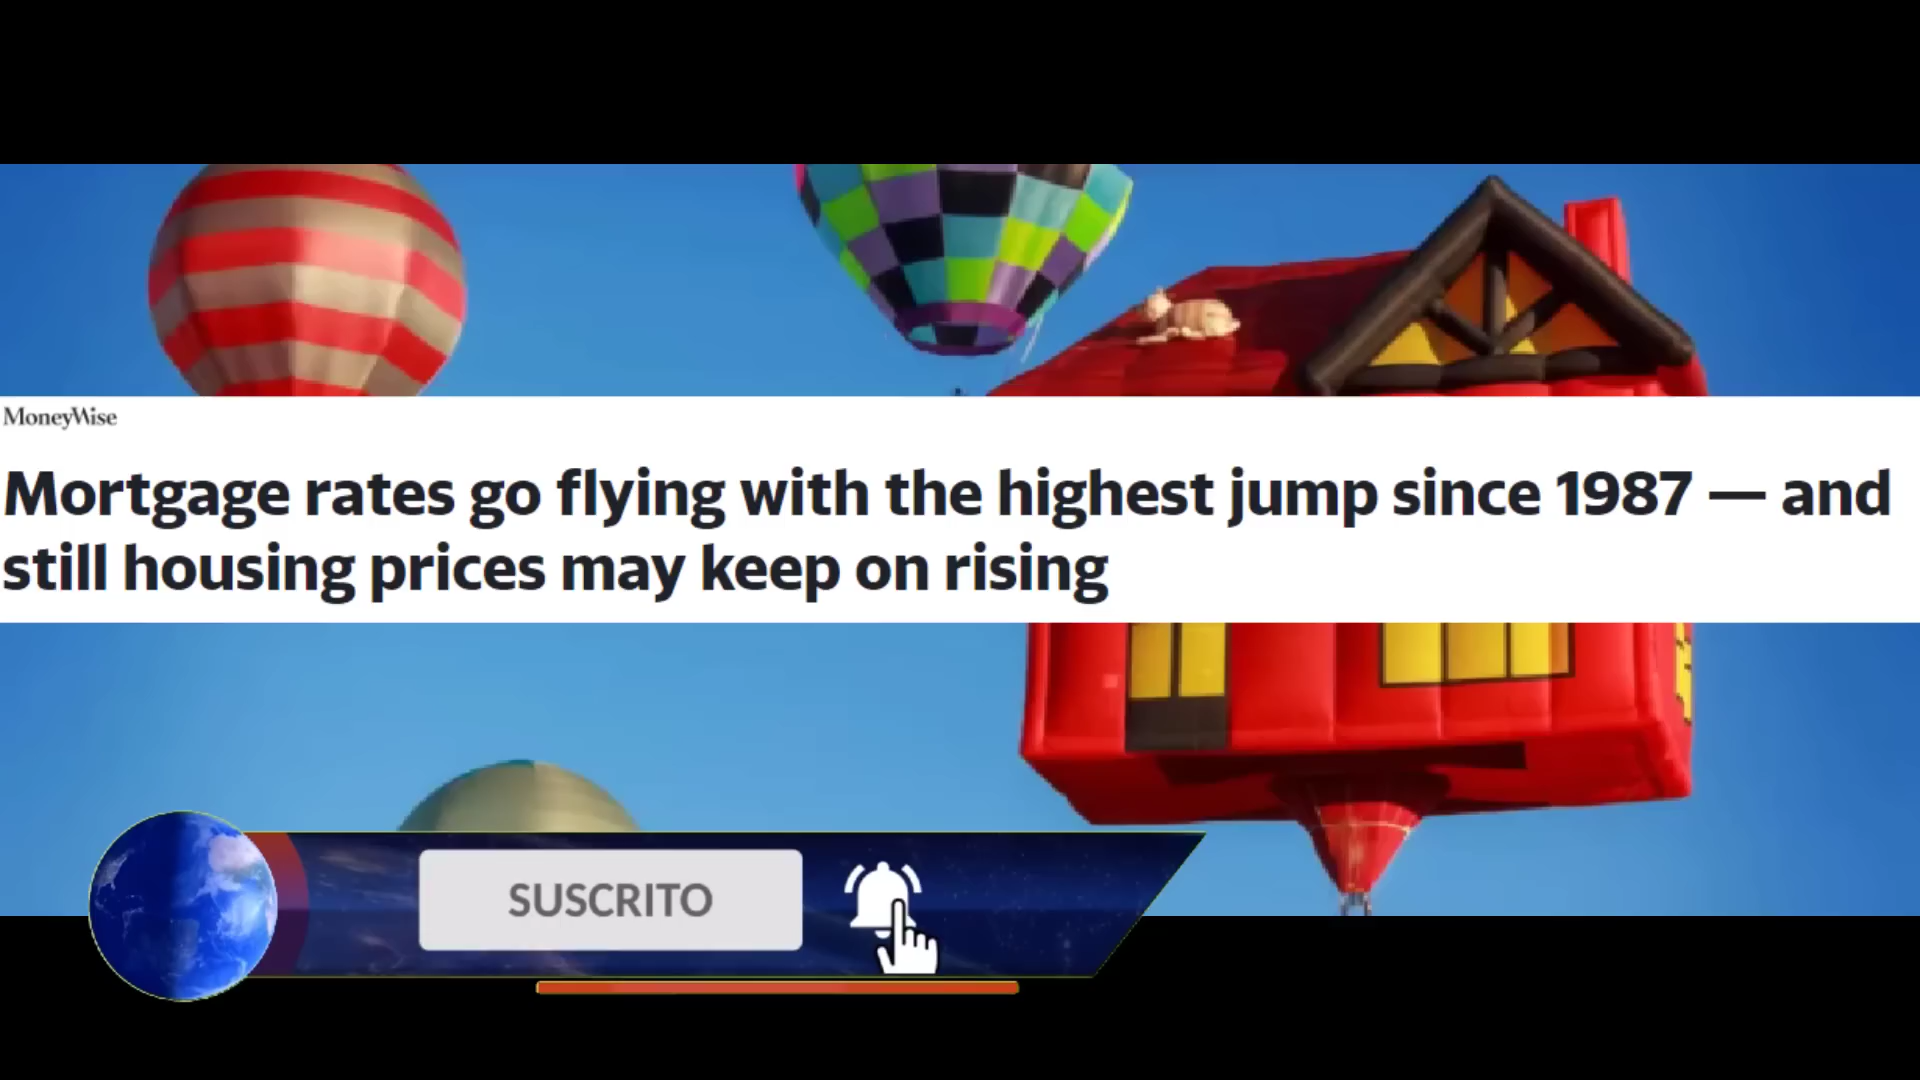 MoneyWise
Mortgage rates go flying with the highest jump since 1987 — and
still housing prices may keep on rising
SUSCRITO